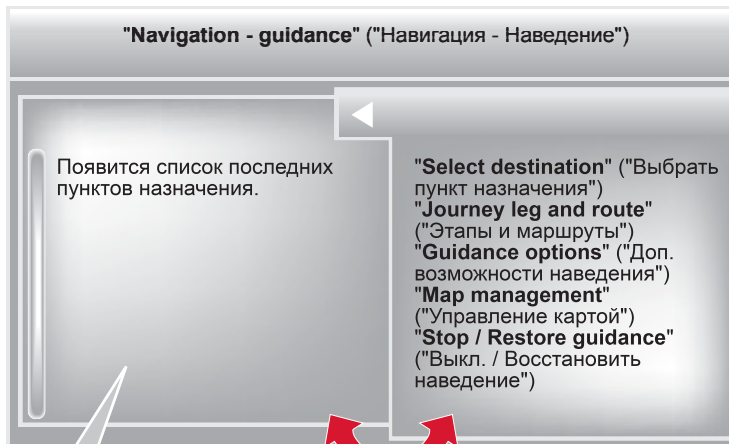 "Navigation - guidance" ("Навигация - Наведение")
Появится список последних
пунктов назначения.
"Select destination" ("Выбрать
пункт назначения")
"Journey leg and route"
("Этапы и маршруты")
"Guidance options" ("Доп.
возможности наведения")
"Map management"
("Управление картой")
"Stop / Restore guidance"
("Выкл. / Восстановить
наведение")